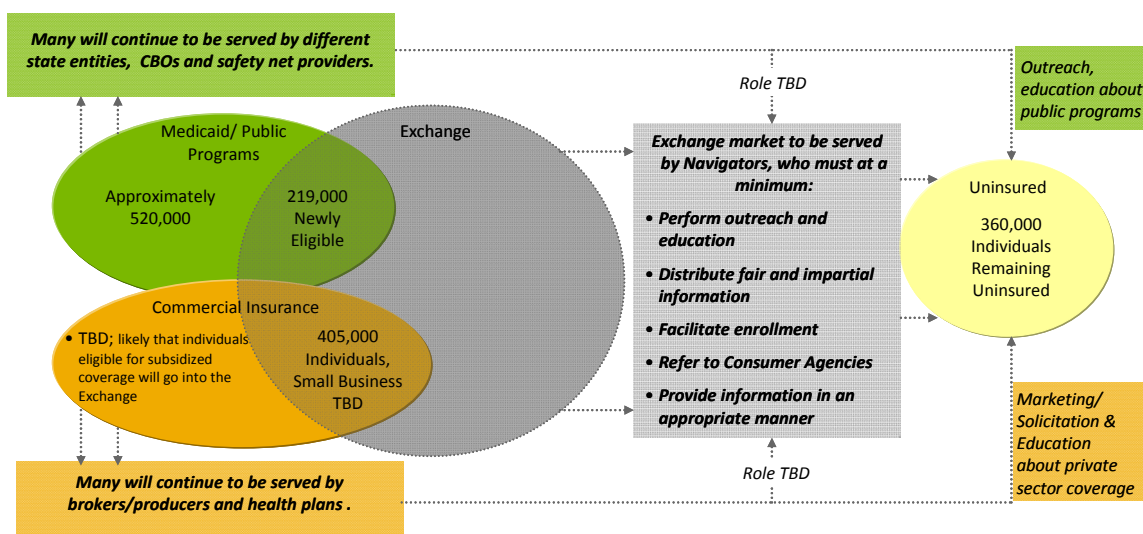 Many will continue to be served by different
state entities, CBOs and safety net providers.
Role TBD
Outreach,
education about
public programs
Medicaid/ Public
Programs
Approximately
520,000
219,000
Newly
Eligible
Exchange
Exchange market to be served
by Navigators, who must at a
minimum:
• Perform outreach and
education
• Distribute fair and impartial
information
• Facilitate enrollment
• Refer to Consumer Agencies
• Provide information in an
appropriate manner
Uninsured
360,000
Individuals
Remaining
Uninsured
Commercial Insurance
• TBD; likely that individuals
eligible for subsidized
coverage will go into the
Exchange
405,000
Individuals,
Small Business
TBD
Marketing/
Solicitation &
Education
about private
sector coverage
Role TBD
Many will continue to be served by
brokers/producers and health plans .